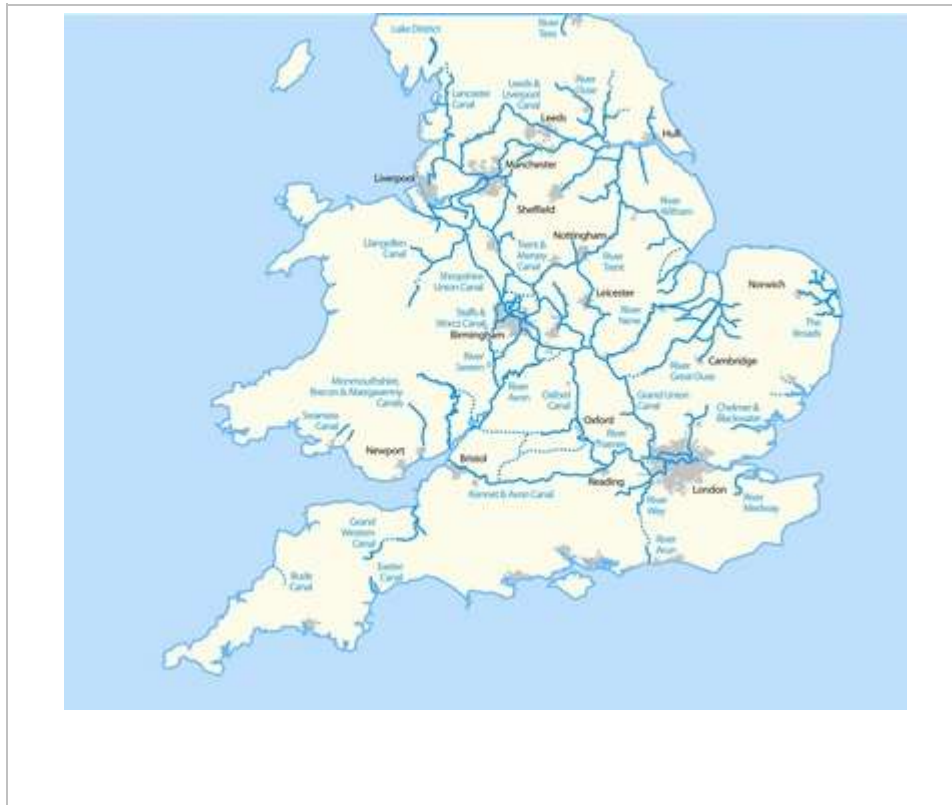 Lake District
River
Tees
Lancaster
Canal
Leeds &
Liverpool
Canal
River
Ouse
Leeds
Hull
Manchester
Liverpool
Sheffield
River
Witham
Nottingham
Llangollen
Canal
Trent &
Mersey
Canal
River
Trent
Shropshire
Union Canal
Leicester
Norwich
Staffs &
Worcs Canal
Birmingham
River
Nene
The
Broads
River
Severn
River
Great Ouse
Cambridge
Monmouthshire,
Brecon & Abergavenny
Canals
River
Avon
Oxford
Canal
Grand Union
Canal
Chelmer &
Blackwater
Swansea
Canal
Oxford
River
Thames
Newport
Bristol
Reading
London
Kennet & Avon Canal
River
Wey
River
Medway
Grand
Western
Canal
River
Arun
Bude
Canal
Exeter
Canal